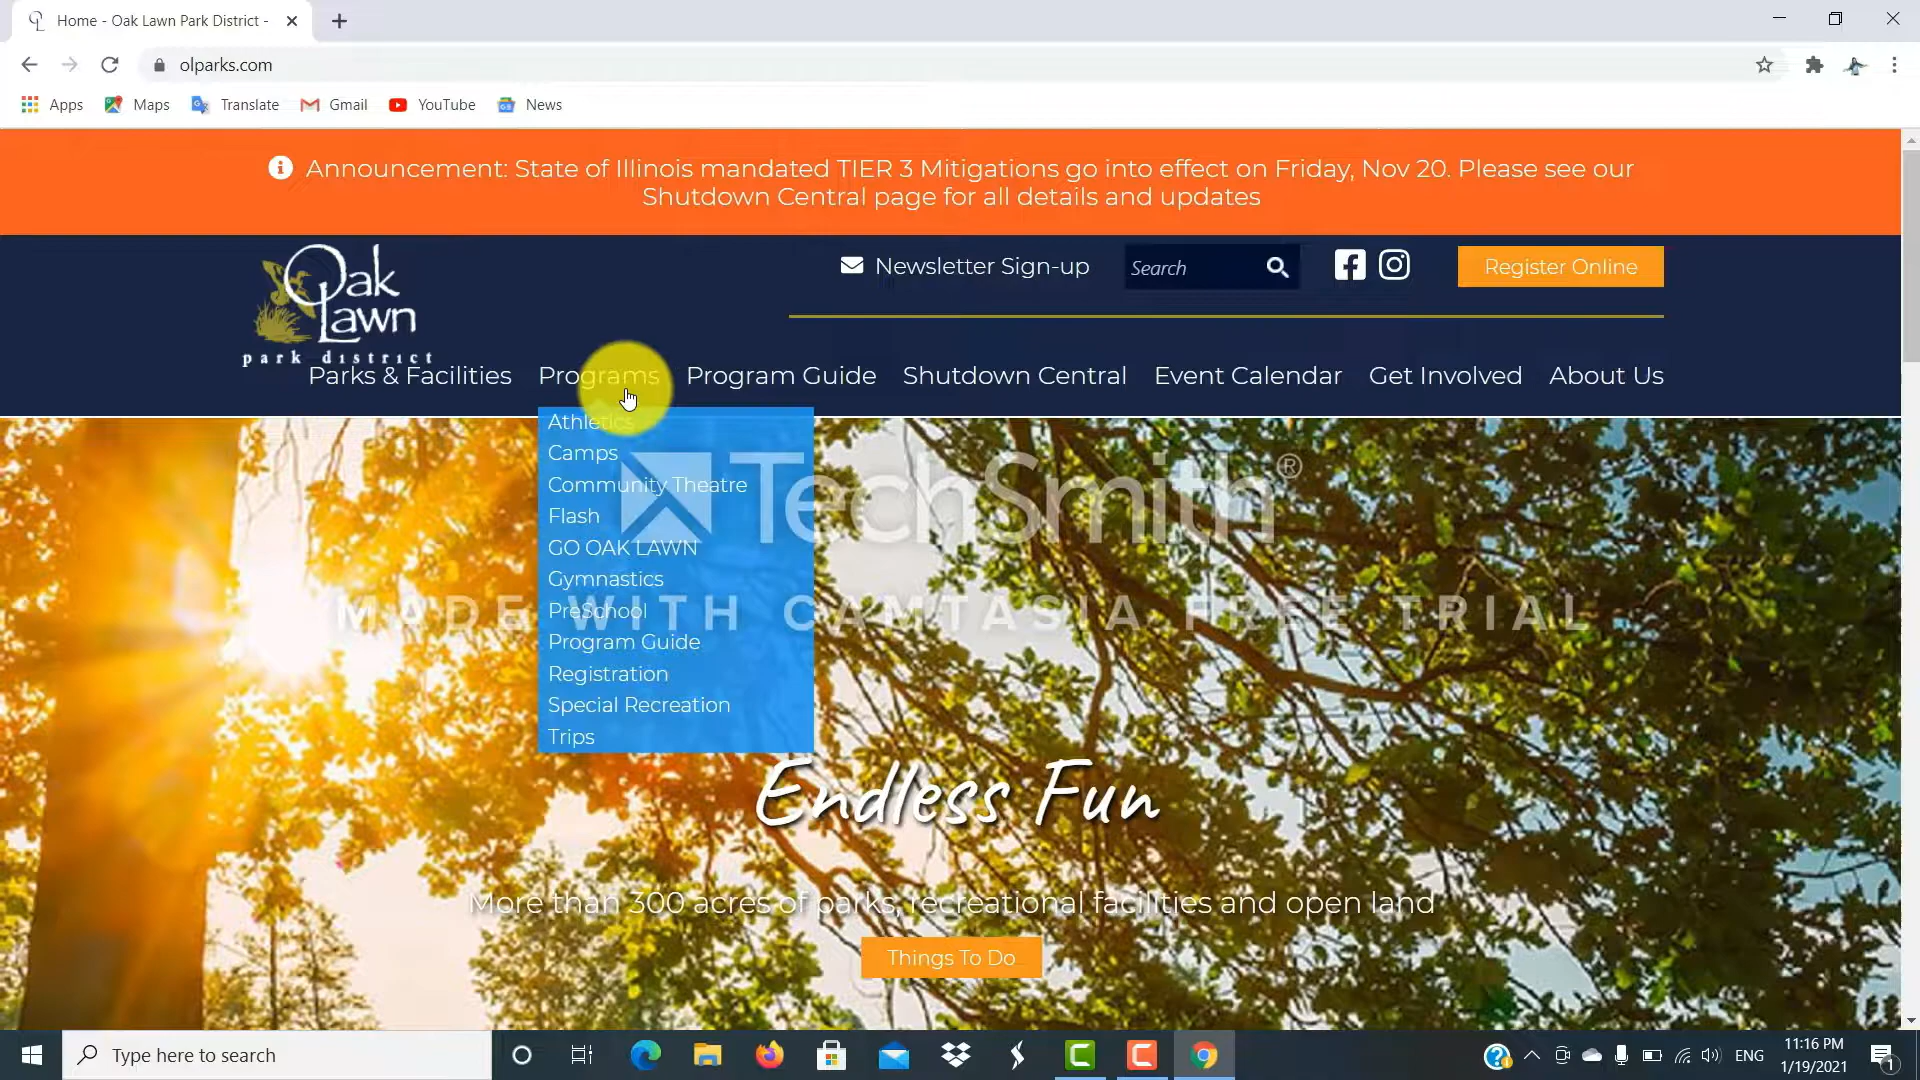 Home - Oak Lawn Park District -
olparks.com
Apps Maps Translate Gmail YouTube News
Announcement: State of Illinois mandated TIER 3 Mitigations go into effect on Friday, Nov 20. Please see our
Shutdown Central page for all details and updates
Oak
Lawn
park district
Newsletter Sign-up Search Register Online
Parks & Facilities Programs Program Guide Shutdown Central Event Calendar Get Involved About Us
Athletics
Camps
Community Theatre
Flash
GO OAK LAWN
Gymnastics
PreSchool
Program Guide
Registration
Special Recreation
Trips
TechSmith®
MADE WITH CAMTASIA FREE TRIAL
Endless Fun
More than 300 acres of parks, recreational facilities and open land
Things To Do
Type here to search
ENG
11:16 PM
1/19/2021
1